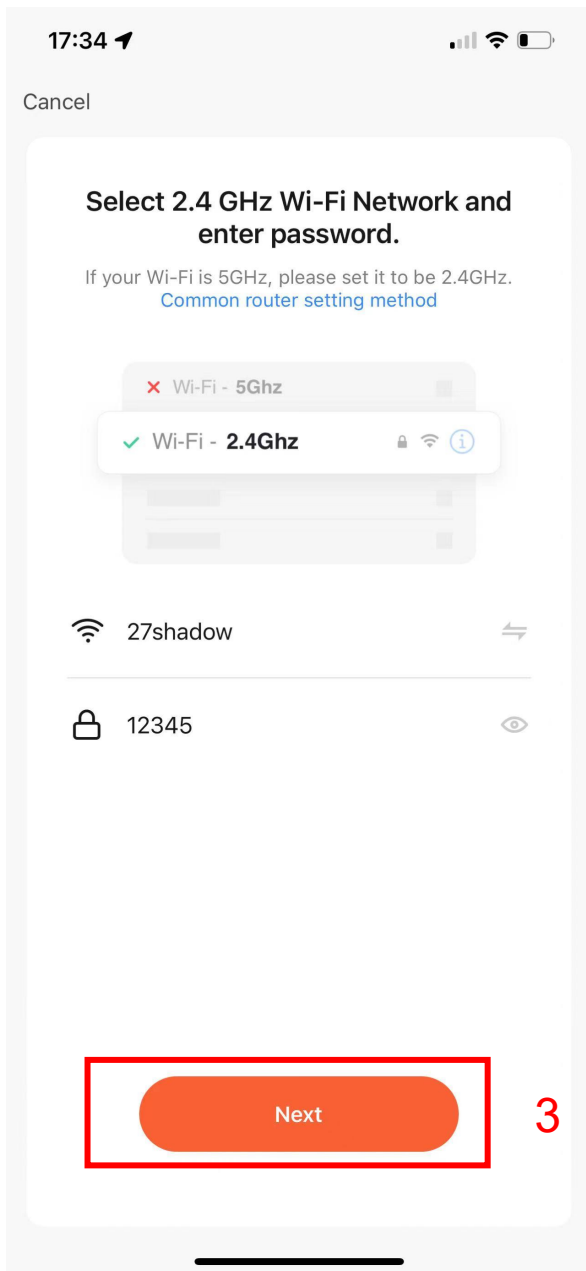 17:34
Cancel
Select 2.4 GHz Wi-Fi Network and
enter password.
If your Wi-Fi is 5GHz, please set it to be 2.4GHz.
Common router setting method
Wi-Fi - 5Ghz
Wi-Fi - 2.4Ghz
27shadow
12345
Next
3